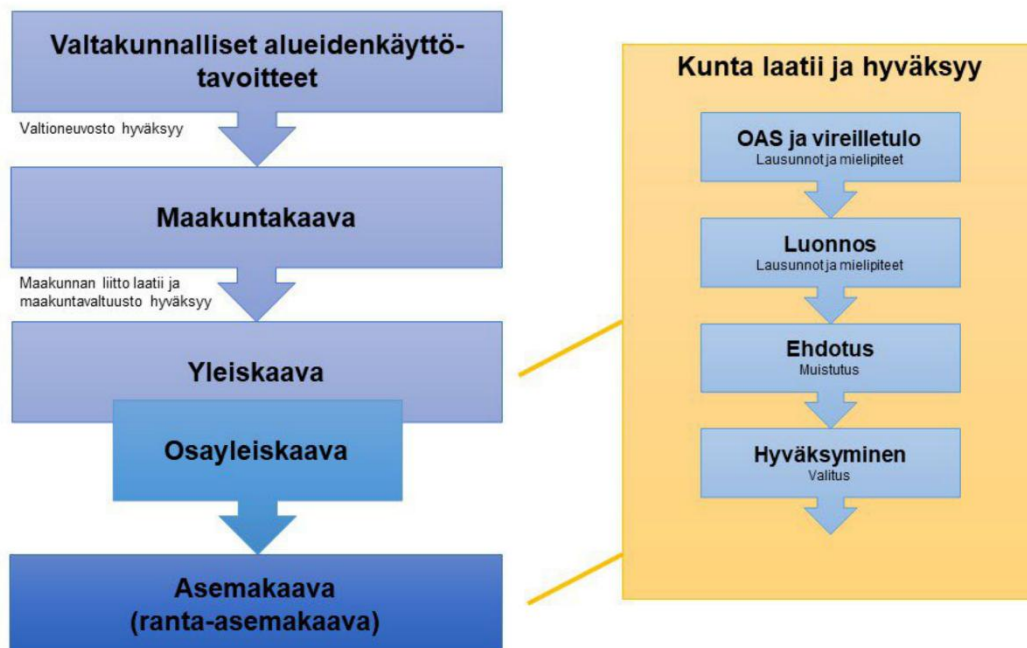 Valtakunnalliset alueidenkäyttö-
tavoitteet
Valtioneuvosto hyväksyy
Maakuntakaava
Maakunnan liitto laatii ja
maakuntavaltuusto hyväksyy
Yleiskaava
Osayleiskaava
Asemakaava
(ranta-asemakaava)
Kunta laatii ja hyväksyy
OAS ja vireilletulo
Lausunnot ja mielipiteet
Luonnos
Lausunnot ja mielipiteet
Ehdotus
Muistutus
Hyväksyminen
Valitus